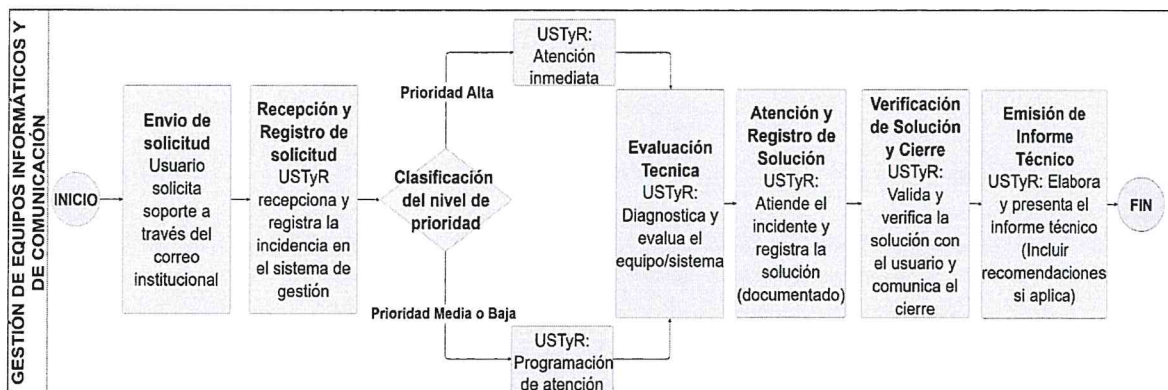 GESTIÓN DE EQUIPOS INFORMÁTICOS Y
DE COMUNICACIÓN
INICIO
Envio de
solicitud
Usuario
solicita
soporte a
través del
correo
institucional
Recepción y
Registro de
solicitud
USTyR
recepciona y
registra la
incidencia en
el sistema de
gestión
Clasificación
del nivel de
prioridad
Prioridad Alta
USTyR:
Atención
inmediata
Prioridad Media o Baja
USTyR:
Programación
de atención
Evaluación
Tecnica
USTyR:
Diagnostica y
evalua el
equipo/sistema
Atención y
Registro de
Solución
USTyR:
Atiende el
incidente y
registra la
solución
(documentado)
Verificación
de Solución
y Cierre
USTyR:
Valida y
verifica la
solución con
el usuario y
comunica el
cierre
Emisión de
Informe
Técnico
USTyR: Elabora
y presenta el
informe técnico
(Incluir
recomendaciones
si aplica)
FIN